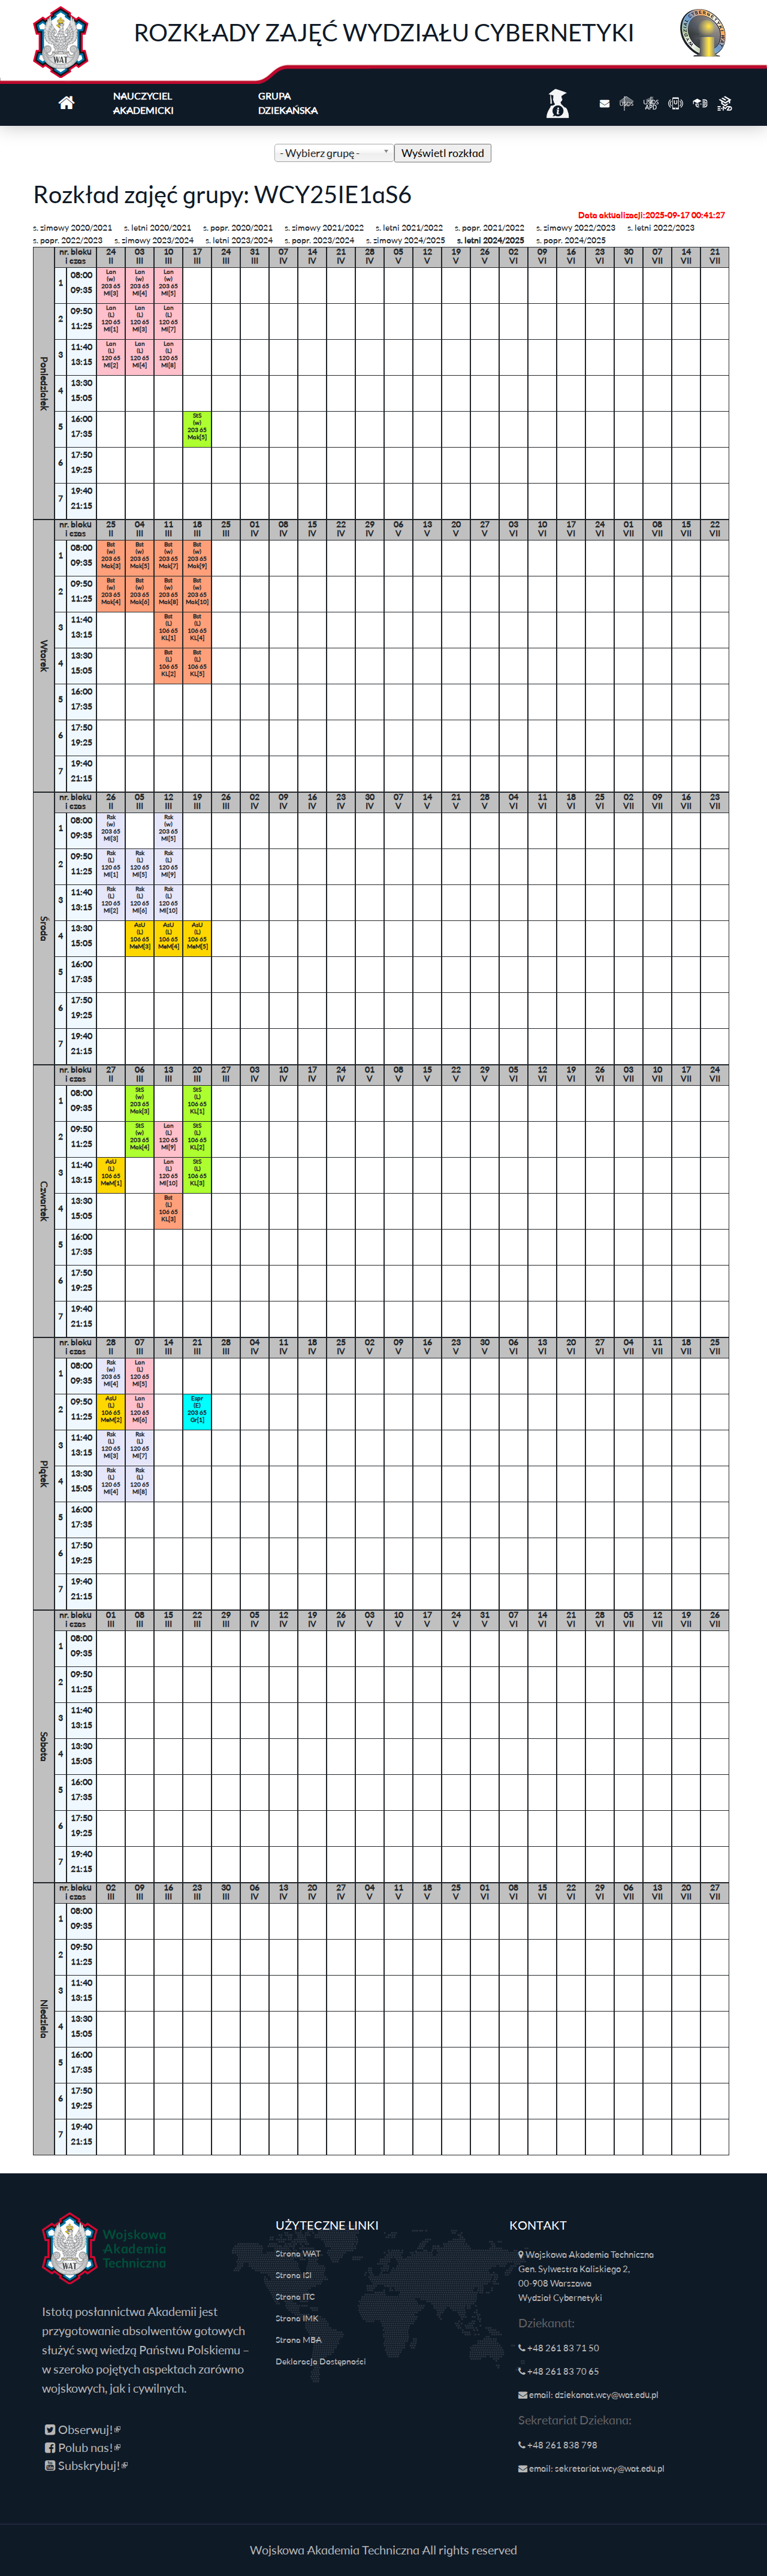 ROZKŁADY ZAJĘĆ WYDZIAŁU CYBERNETYKI
WAT
NAUCZYCIEL
AKADEMICKI
GRUPA
DZIEKAŃSKA
- Wybierz grupę -
Wyświetl rozkład
Rozkład zajęć grupy: WCY25IE1aS6
Data aktualizacji:2025-09-17 00:41:27
s. zimowy 2020/2021 s. letni 2020/2021 s. popr. 2020/2021 s. zimowy 2021/2022 s. letni 2021/2022 s. popr. 2021/2022 s. zimowy 2022/2023 s. letni 2022/2023
s. popr. 2022/2023 s. zimowy 2023/2024 s. letni 2023/2024 s. popr. 2023/2024 s. zimowy 2024/2025 s. letni 2024/2025 s. popr. 2024/2025
Poniedziałek
nr. bloku 24 03 10 17 24 31 07 14 21 28 05 12 19 26 02 09 16 23 30 07 14 21
i czas II III III III III III IV IV IV IV V V V V VI VI VI VI VI VII VII VII
1 08:00 09:35 Lan (w) 203 65 MI[3] Lan (w) 203 65 MI[4] Lan (w) 203 65 MI[5]
2 09:50 11:25 Lan (L) 120 65 MI[1] Lan (L) 120 65 MI[3] Lan (L) 120 65 MI[7]
3 11:40 13:15 Lan (L) 120 65 MI[2] Lan (L) 120 65 MI[4] Lan (L) 120 65 MI[8]
4 13:30 15:05
5 16:00 17:35 StS (w) 203 65 Mak[5]
6 17:50 19:25
7 19:40 21:15
Wtorek
nr. bloku 25 04 11 18 25 01 08 15 22 29 06 13 20 27 03 10 17 24 01 08 15 22
i czas II III III III III IV IV IV IV IV V V V V VI VI VI VI VII VII VII VII
1 08:00 09:35 Bst (w) 203 65 Mak[3] Bst (w) 203 65 Mak[5] Bst (w) 203 65 Mak[7] Bst (w) 203 65 Mak[9]
2 09:50 11:25 Bst (w) 203 65 Mak[4] Bst (w) 203 65 Mak[6] Bst (w) 203 65 Mak[8] Bst (w) 203 65 Mak[10]
3 11:40 13:15 Bst (L) 106 65 KL[1] Bst (L) 106 65 KL[4]
4 13:30 15:05 Bst (L) 106 65 KL[2] Bst (L) 106 65 KL[5]
5 16:00 17:35
6 17:50 19:25
7 19:40 21:15
Środa
nr. bloku 26 05 12 19 26 02 09 16 23 30 07 14 21 28 04 11 18 25 02 09 16 23
i czas II III III III III IV IV IV IV IV V V V V VI VI VI VI VII VII VII VII
1 08:00 09:35 Rsk (w) 203 65 MI[3] Rsk (w) 203 65 MI[5]
2 09:50 11:25 Rsk (L) 120 65 MI[1] Rsk (L) 120 65 MI[5] Rsk (L) 120 65 MI[9]
3 11:40 13:15 Rsk (L) 120 65 MI[2] Rsk (L) 120 65 MI[6] Rsk (L) 120 65 MI[10]
4 13:30 15:05 AsU (L) 106 65 MaM[3] AsU (L) 106 65 MaM[4] AsU (L) 106 65 MaM[5]
5 16:00 17:35
6 17:50 19:25
7 19:40 21:15
Czwartek
nr. bloku 27 06 13 20 27 03 10 17 24 01 08 15 22 29 05 12 19 26 03 10 17 24
i czas II III III III III IV IV IV IV V V V V V VI VI VI VI VII VII VII VII
1 08:00 09:35 StS (w) 203 65 Mak[3] StS (L) 106 65 KL[1]
2 09:50 11:25 StS (w) 203 65 Mak[4] Lan (L) 120 65 MI[9] StS (L) 106 65 KL[2]
3 11:40 13:15 AsU (L) 106 65 MaM[1] Lan (L) 120 65 MI[10] StS (L) 106 65 KL[3]
4 13:30 15:05 Bst (L) 106 65 KL[3]
5 16:00 17:35
6 17:50 19:25
7 19:40 21:15
Piątek
nr. bloku 28 07 14 21 28 04 11 18 25 02 09 16 23 30 06 13 20 27 04 11 18 25
i czas II III III III III IV IV IV IV V V V V V VI VI VI VI VII VII VII VII
1 08:00 09:35 Rsk (w) 203 65 MI[4] Lan (L) 120 65 MI[5]
2 09:50 11:25 AsU (L) 106 65 MaM[2] Lan (L) 120 65 MI[6] Espr (E) 203 65 Gr[1]
3 11:40 13:15 Rsk (L) 120 65 MI[3] Rsk (L) 120 65 MI[7]
4 13:30 15:05 Rsk (L) 120 65 MI[4] Rsk (L) 120 65 MI[8]
5 16:00 17:35
6 17:50 19:25
7 19:40 21:15
Sobota
nr. bloku 01 08 15 22 29 05 12 19 26 03 10 17 24 31 07 14 21 28 05 12 19 26
i czas III III III III III IV IV IV IV V V V V V VI VI VI VI VII VII VII VII
1 08:00 09:35
2 09:50 11:25
3 11:40 13:15
4 13:30 15:05
5 16:00 17:35
6 17:50 19:25
7 19:40 21:15
Niedziela
nr. bloku 02 09 16 23 30 06 13 20 27 04 11 18 25 01 08 15 22 29 06 13 20 27
i czas III III III III III IV IV IV IV V V V V VI VI VI VI VI VII VII VII VII
1 08:00 09:35
2 09:50 11:25
3 11:40 13:15
4 13:30 15:05
5 16:00 17:35
6 17:50 19:25
7 19:40 21:15
WAT
Wojskowa
Akademia
Techniczna
Istotą posłannictwa Akademii jest
przygotowanie absolwentów gotowych
służyć swą wiedzą Państwu Polskiemu –
w szeroko pojętych aspektach zarówno
wojskowych, jak i cywilnych.
Obserwuj!
Polub nas!
Subskrybuj!
UŻYTECZNE LINKI
Strona WAT
Strona ISI
Strona ITC
Strona IMK
Strona MBA
Deklaracja Dostępności
KONTAKT
Wojskowa Akademia Techniczna
Gen. Sylwestra Kaliskiego 2,
00-908 Warszawa
Wydział Cybernetyki
Dziekanat:
+48 261 83 71 50
+48 261 83 70 65
email: dziekanat.wcy@wat.edu.pl
Sekretariat Dziekana:
+48 261 838 798
email: sekretariat.wcy@wat.edu.pl
Wojskowa Akademia Techniczna All rights reserved